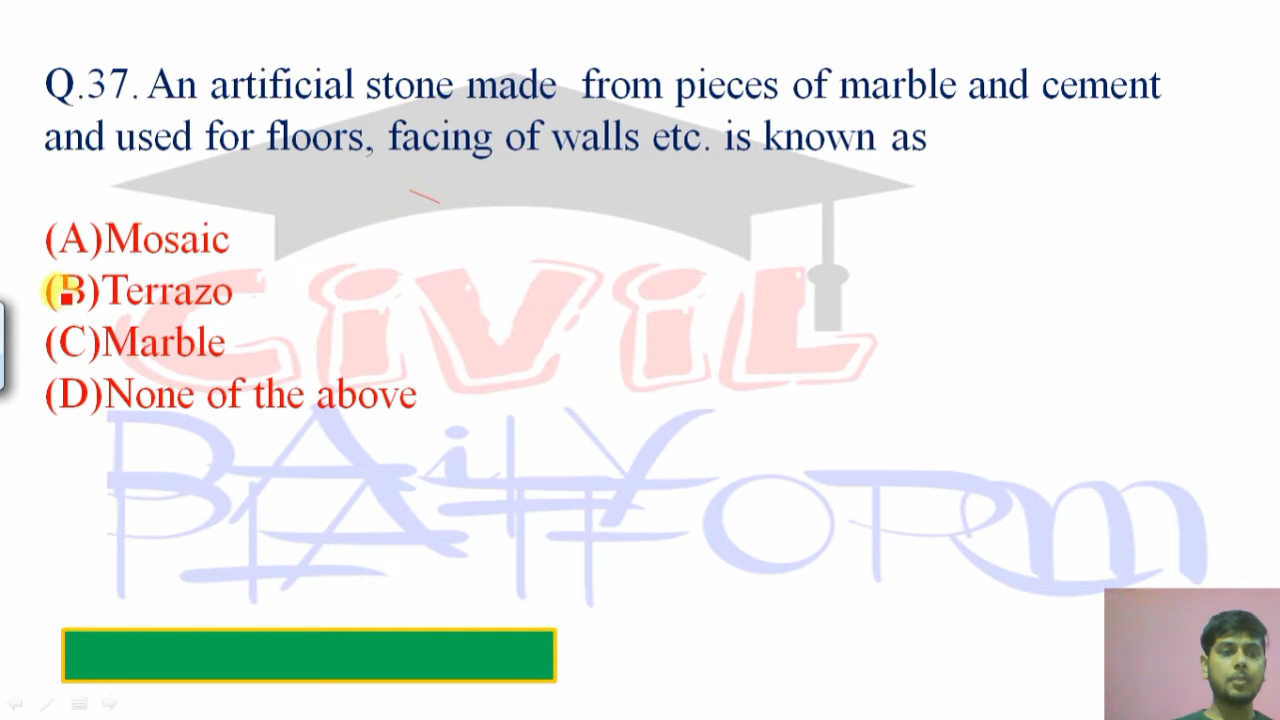 Q.37. An artificial stone made from pieces of marble and cement
and used for floors, facing of walls etc. is known as
(A)Mosaic
(B)Terrazo
(C)Marble
(D)None of the above
CiViL
DAiLY
PlATFORm